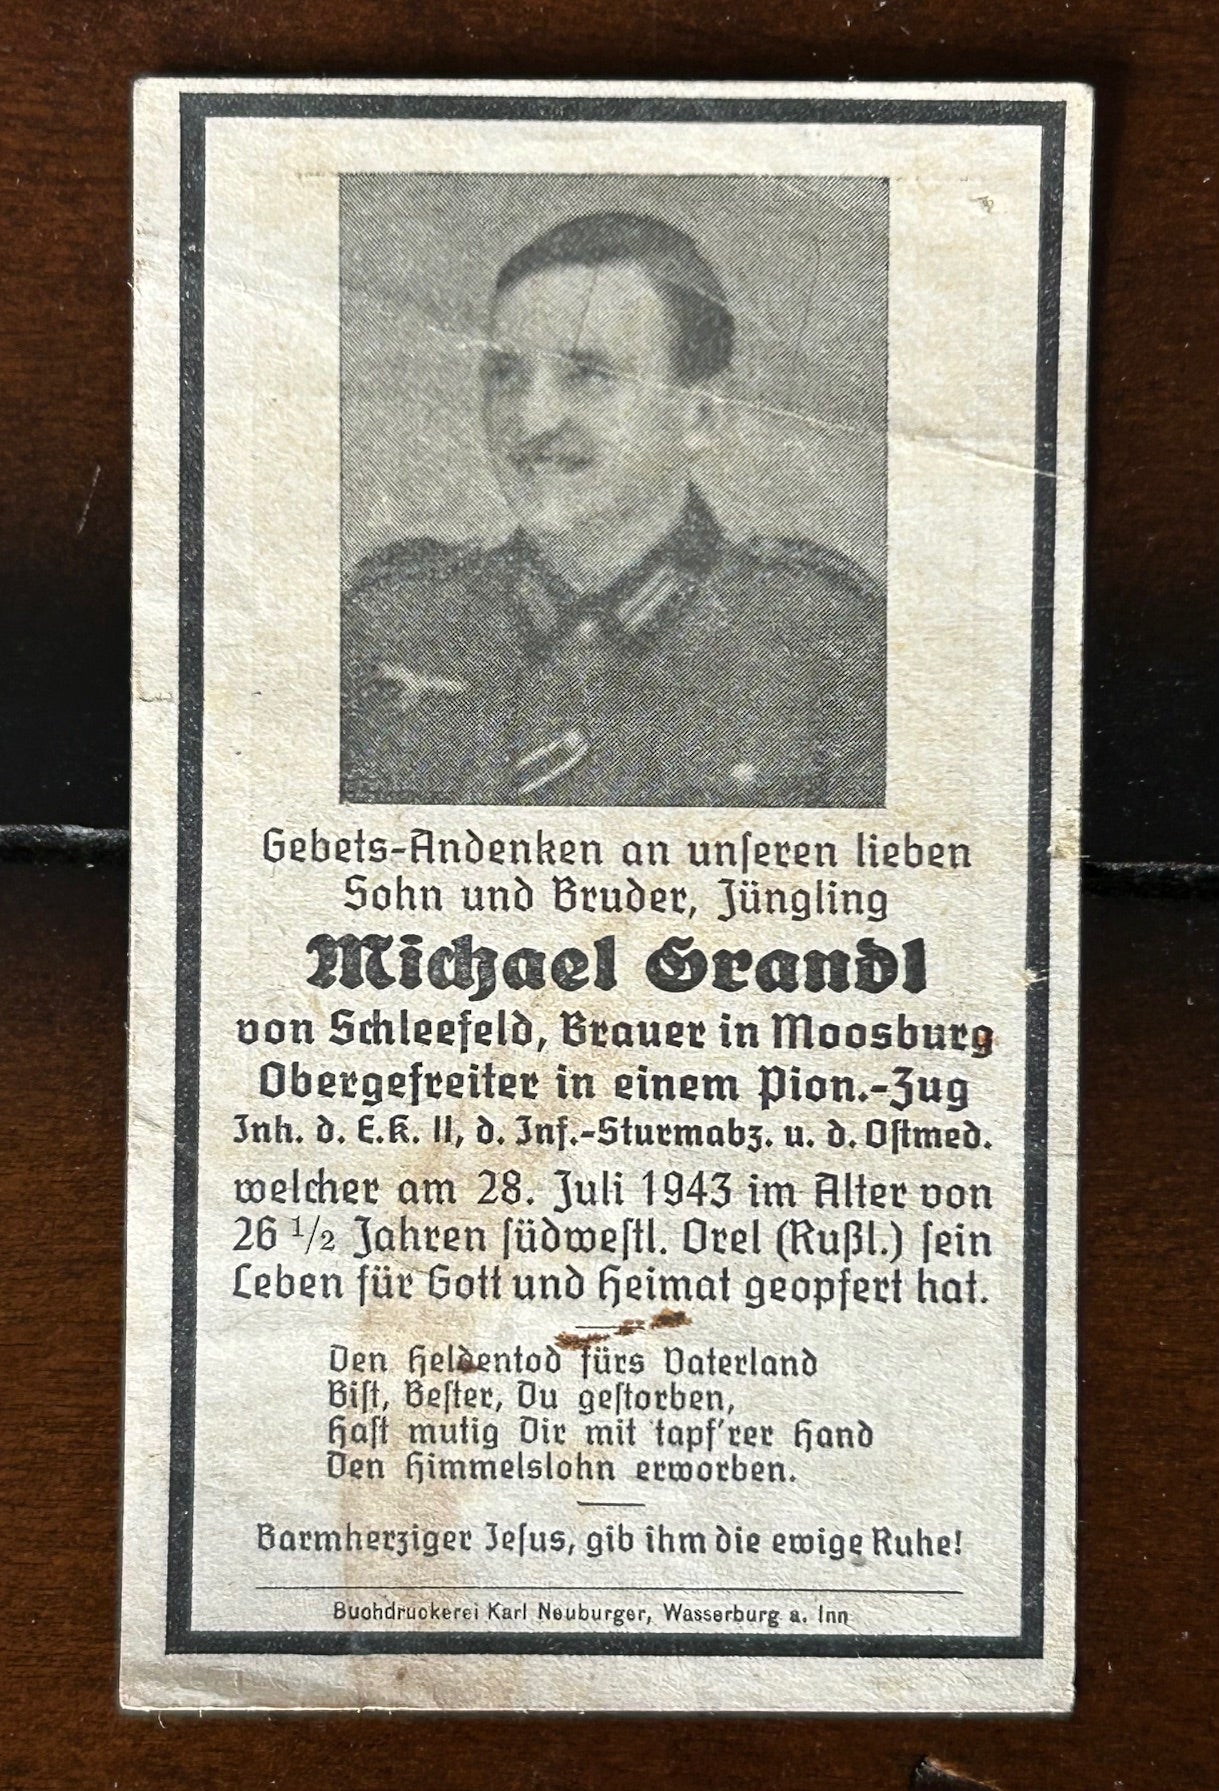 Gebets-Andenken an unſeren lieben
Sohn und Bruder, Jüngling
Michael Grandl
von Schleefeld, Brauer in Moosburg
Obergefreiter in einem Pion.-Zug
Inh. d. E.K. II, d. Inf.-Sturmabz. u. d. Oſtmed.
welcher am 28. Juli 1943 im Alter von
26 1/2 Jahren ſüdweſtl. Orel (Rußl.) ſein
Leben für Gott und Heimat geopfert hat.
Den Heldentod fürs Vaterland
Biſt, Beſter, Du geſtorben,
Haſt mutig Dir mit tapf'rer Hand
Den Himmelslohn erworben.
Barmherziger Jeſus, gib ihm die ewige Ruhe!
Buchdruckerei Karl Neuburger, Wasserburg a. Inn